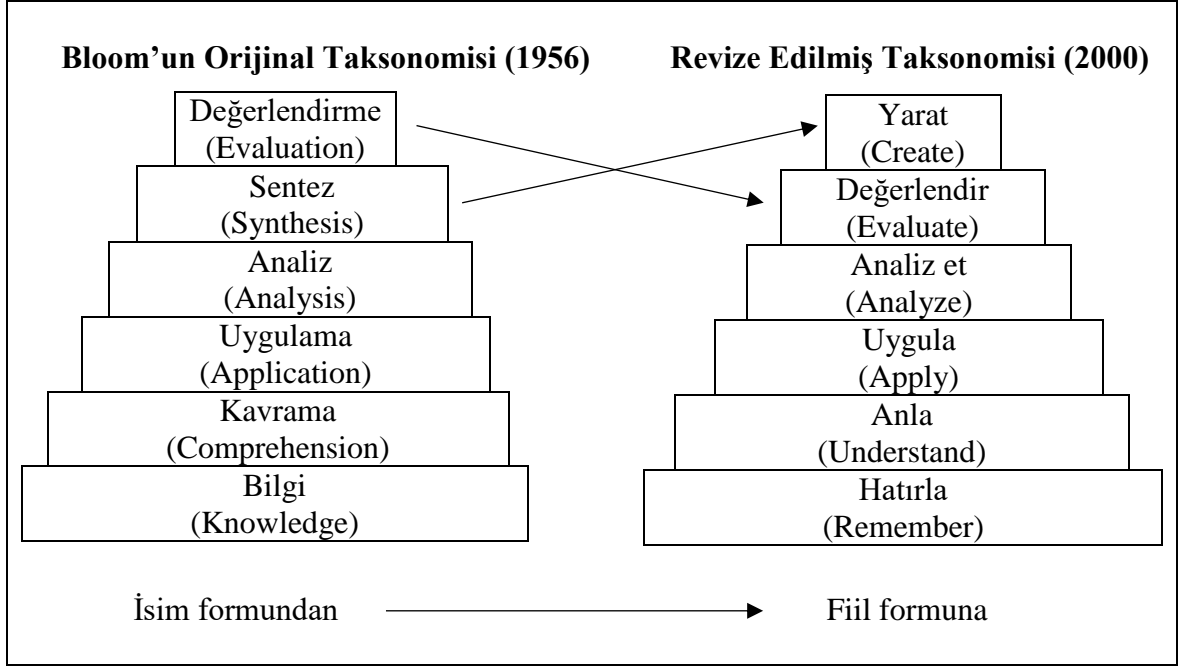 Bloom’un Orijinal Taksonomisi (1956)
Değerlendirme
(Evaluation)
Sentez
(Synthesis)
Analiz
(Analysis)
Uygulama
(Application)
Kavrama
(Comprehension)
Bilgi
(Knowledge)
Revize Edilmiş Taksonomisi (2000)
Yarat
(Create)
Değerlendir
(Evaluate)
Analiz et
(Analyze)
Uygula
(Apply)
Anla
(Understand)
Hatırla
(Remember)
İsim formundan
Fiil formuna